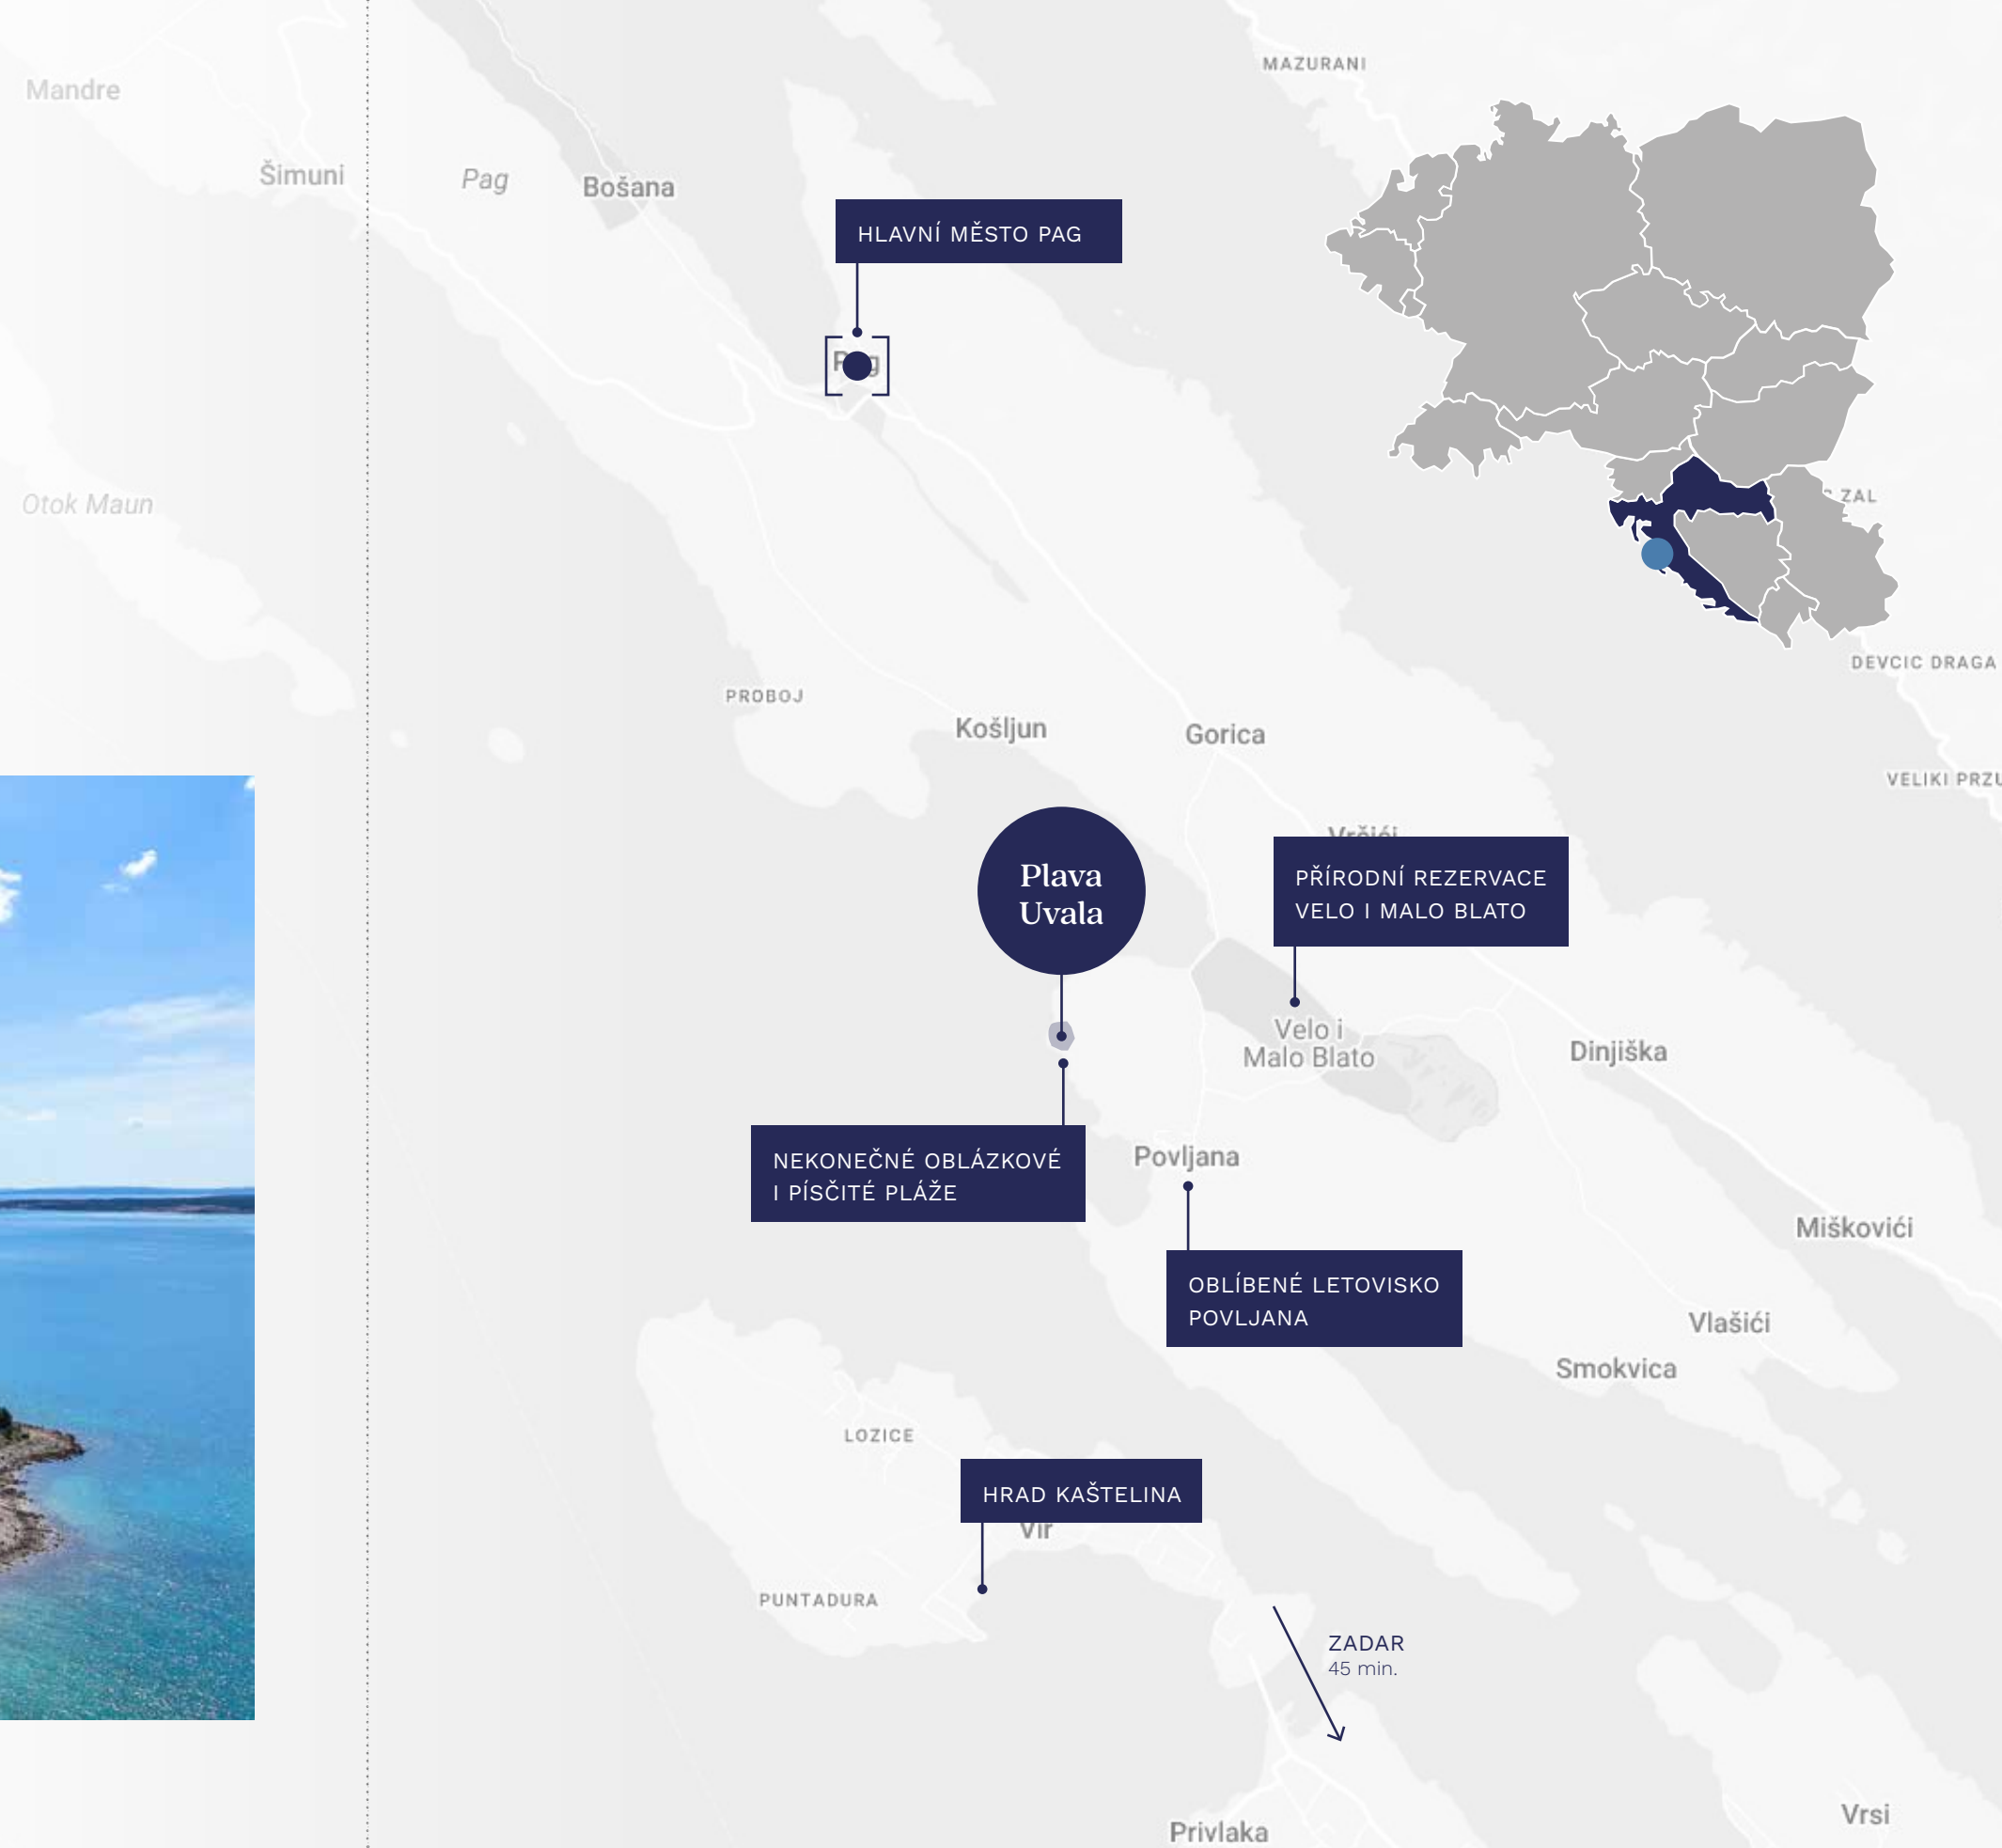 MAZURANI
Mandre
Šimuni
Pag
Bošana
HLAVNÍ MĚSTO PAG
Otok Maun
ZAL
DEVCIC DRAGA
PROBOJ
Košljun
Gorica
VELIKI PRZU
Vrčići
Plava
Uvala
PŘÍRODNÍ REZERVACE
VELO I MALO BLATO
Velo i
Malo Blato
Dinjiška
NEKONEČNÉ OBLÁZKOVÉ
I PÍSČITÉ PLÁŽE
Povljana
Miškovići
OBLÍBENÉ LETOVISKO
POVLJANA
Vlašići
Smokvica
LOZICE
HRAD KAŠTELINA
Vir
PUNTADURA
ZADAR
45 min.
Vrsi
Privlaka